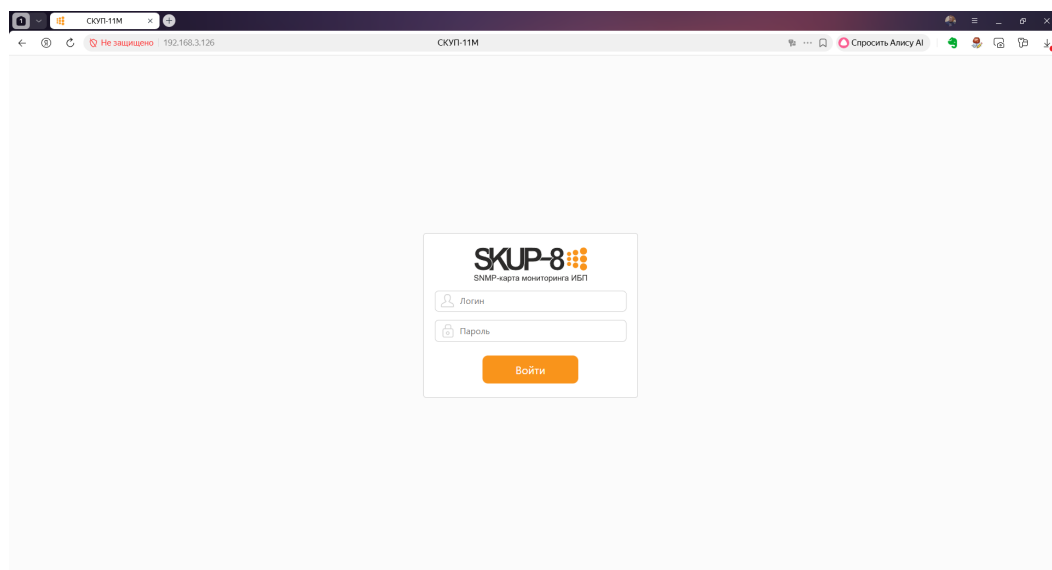 1
СКУП-11М
Не защищено 192.168.3.126
СКУП-11М
Спросить Алису AI
SKUP-8
SNMP-карта мониторинга ИБП
Логин
Пароль
Войти